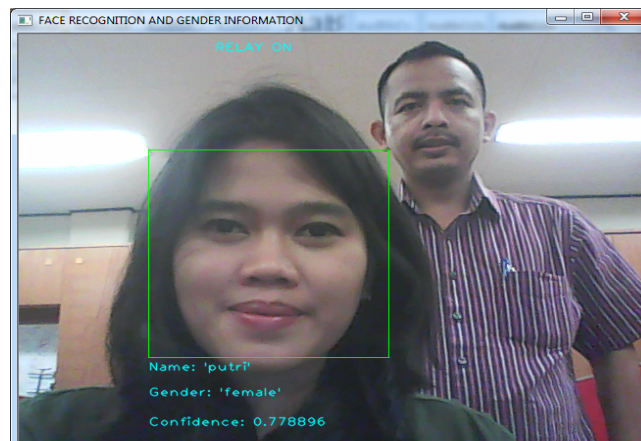 FACE RECOGNITION AND GENDER INFORMATION
RELAY ON
Name: 'putri'
Gender: 'female'
Confidence: 0.778896